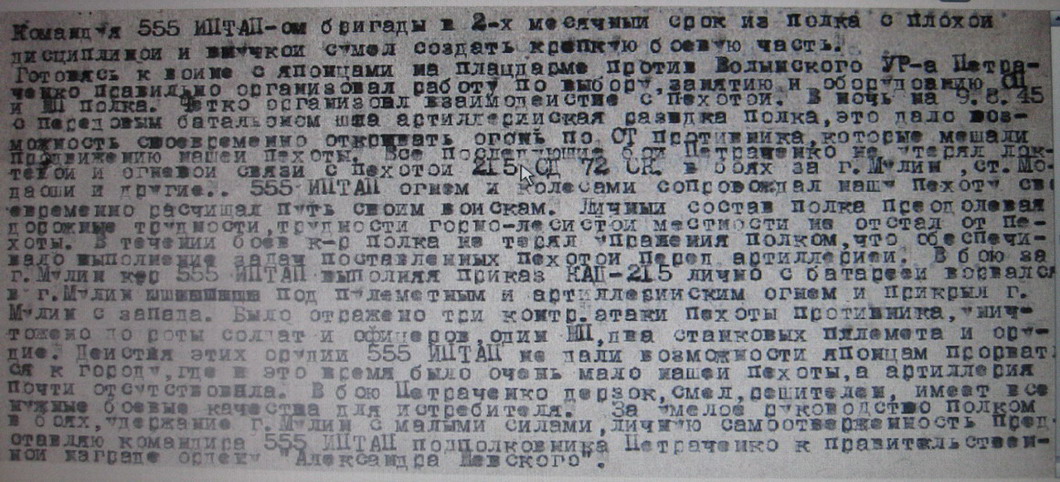 Командуя 555 ИПТАП-ом бригады в 2-х месячный срок из полка с плохой
дисциплиной и выучкой сумел создать крепкую боевую часть.
Готовясь к войне с японцами на плацдарме против Волынского УР-а Петра-
ченко правильно организовал работу по выбору, занятию и оборудованию ОП
и НП полка. Четко организовал взаимодействие с пехотой. В ночь на 9.8.45
с передовым батальоном шла артиллерийская разведка полка, это дало воз-
можность своевременно открывать огонь по ОТ противника, которые мешали
продвижению нашей пехоты. Все последующие бои Петраченко не утерял лок-
тевой и огневой связи с пехотой 215 СД 72 СК. В боях за г.Мулин, ст. Мо-
даоши и другие.. 555 ИПТАП огнем и колесами сопровождал нашу пехоту сво
евременно расчищал путь своим войскам. Личный состав полка преодолевая
дорожные трудности, трудности горно-лесистой местности не отстал от пе-
хоты. В течении боев к-р полка не терял упражения полком, что обеспечи-
вало выполнение задач поставленных пехотой перед артиллерией. В бою за
г.Мулин кер 555 ИПТАП выполняя приказ КАД-215 лично с батареей ворвался
в г.Мулин под пулеметным и артиллерийским огнем и прикрыл г.
Мулин с запада. Было отражено три контр.атаки пехоты противника, унич-
тожено до роты солдат и офицеров, один НП, два станковых пулемета и ору-
дие. Действия этих орудий 555 ИПТАП не дали возможности японцам прорват
ся к городу, где в это время было очень мало нашей пехоты, а артиллерия
почти отсутствовала. В бою Петраченко дерзок, смел, решителен, имеет все
нужные боевые качества для истребителя. За умелое руководство полком
в боях, удержание г.Мулин с малыми силами, личную самоотверженность пред
ставляю командира 555 ИПТАП подполковника Петраченко к правительствен-
ной награде ордену "Александра Невского".